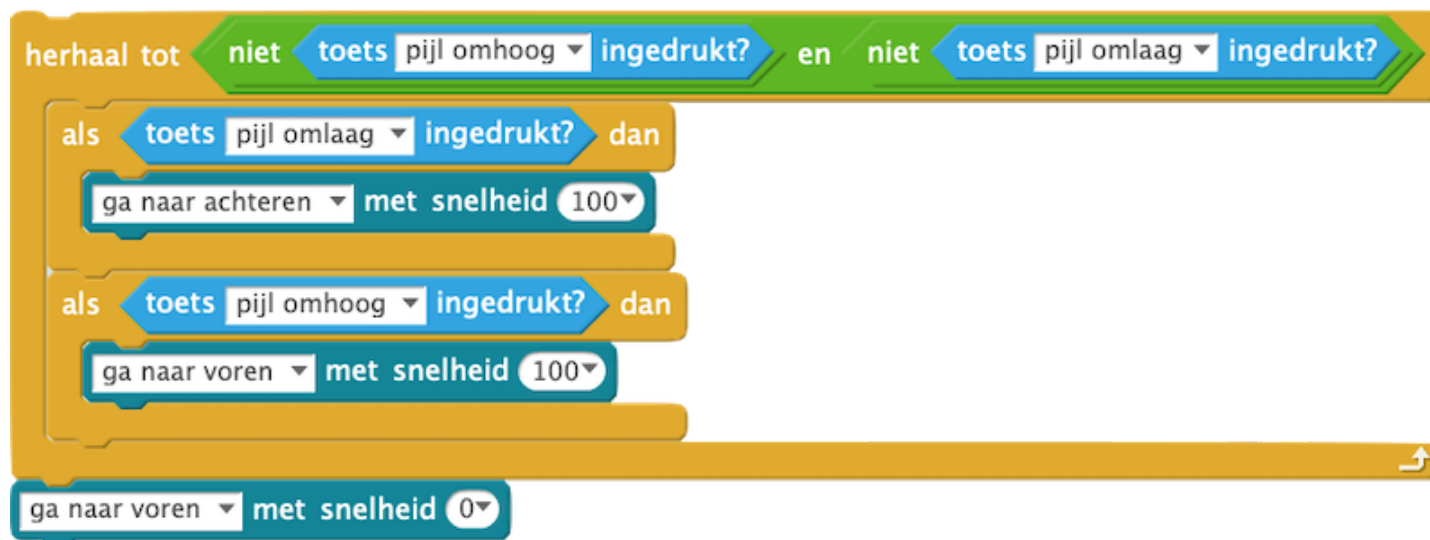 herhaal tot niet toets pijl omhoog ingedrukt? en niet toets pijl omlaag ingedrukt?
als toets pijl omlaag ingedrukt? dan
ga naar achteren met snelheid 100
als toets pijl omhoog ingedrukt? dan
ga naar voren met snelheid 100
ga naar voren met snelheid 0